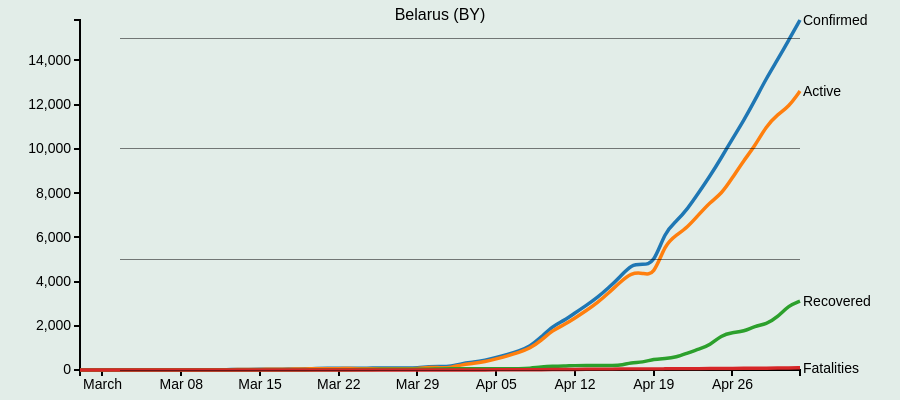 Belarus (BY)
Confirmed
14,000
Active
12,000
10,000
8,000
6,000
4,000
Recovered
2,000
0
Fatalities
March Mar 08 Mar 15 Mar 22 Mar 29 Apr 05 Apr 12 Apr 19 Apr 26